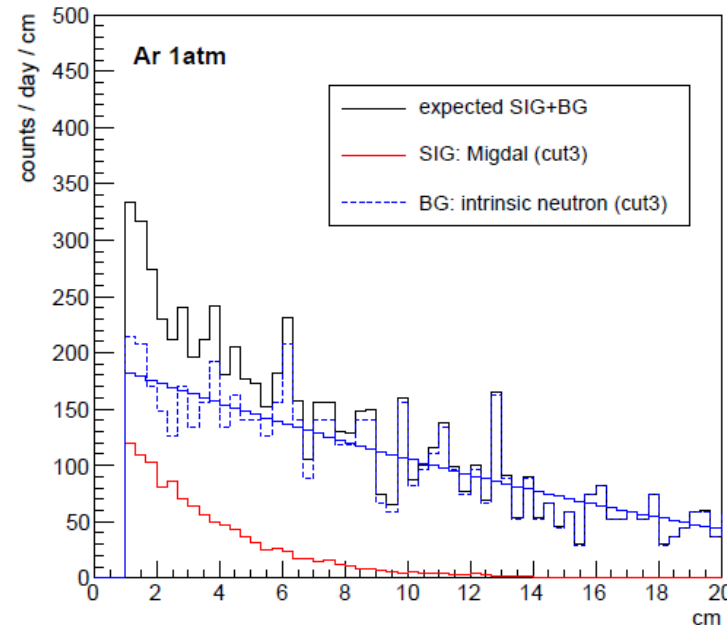 counts / day / cm
500
450
400
350
300
250
200
150
100
50
0
Ar 1atm
expected SIG+BG
SIG: Migdal (cut3)
BG: intrinsic neutron (cut3)
0 2 4 6 8 10 12 14 16 18 20
cm